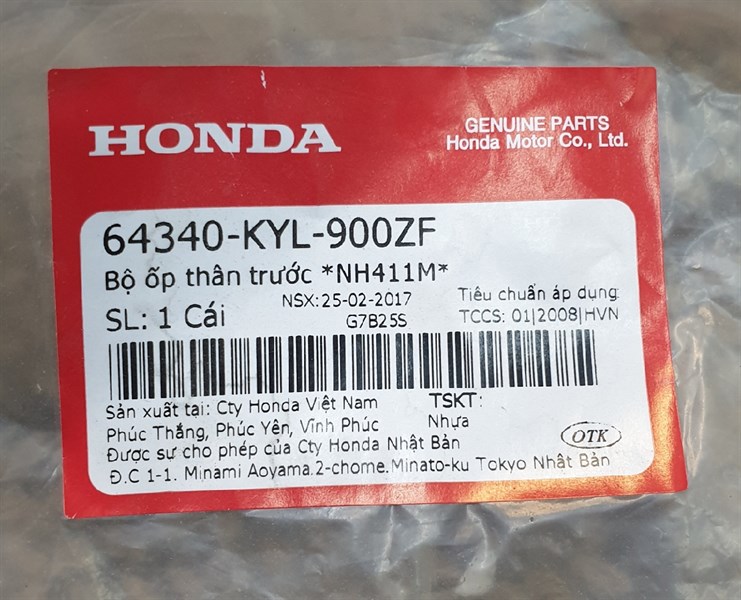 HONDA
GENUINE PARTS
Honda Motor Co., Ltd.
64340-KYL-900ZF
Bộ ốp thân trước *NH411M*
SL: 1 Cái
NSX:25-02-2017
G7B25S
Tiêu chuẩn áp dụng
TCCS: 01|2008|HVN
Sản xuất tại: Cty Honda Việt Nam
Phúc Thắng, Phúc Yên, Vĩnh Phúc
TSKT:
Nhựa
Được sự cho phép của Cty Honda Nhật Bản
Đ.C 1-1. Minami Aoyama.2-chome.Minato-ku Tokyo Nhât Bản
OTK